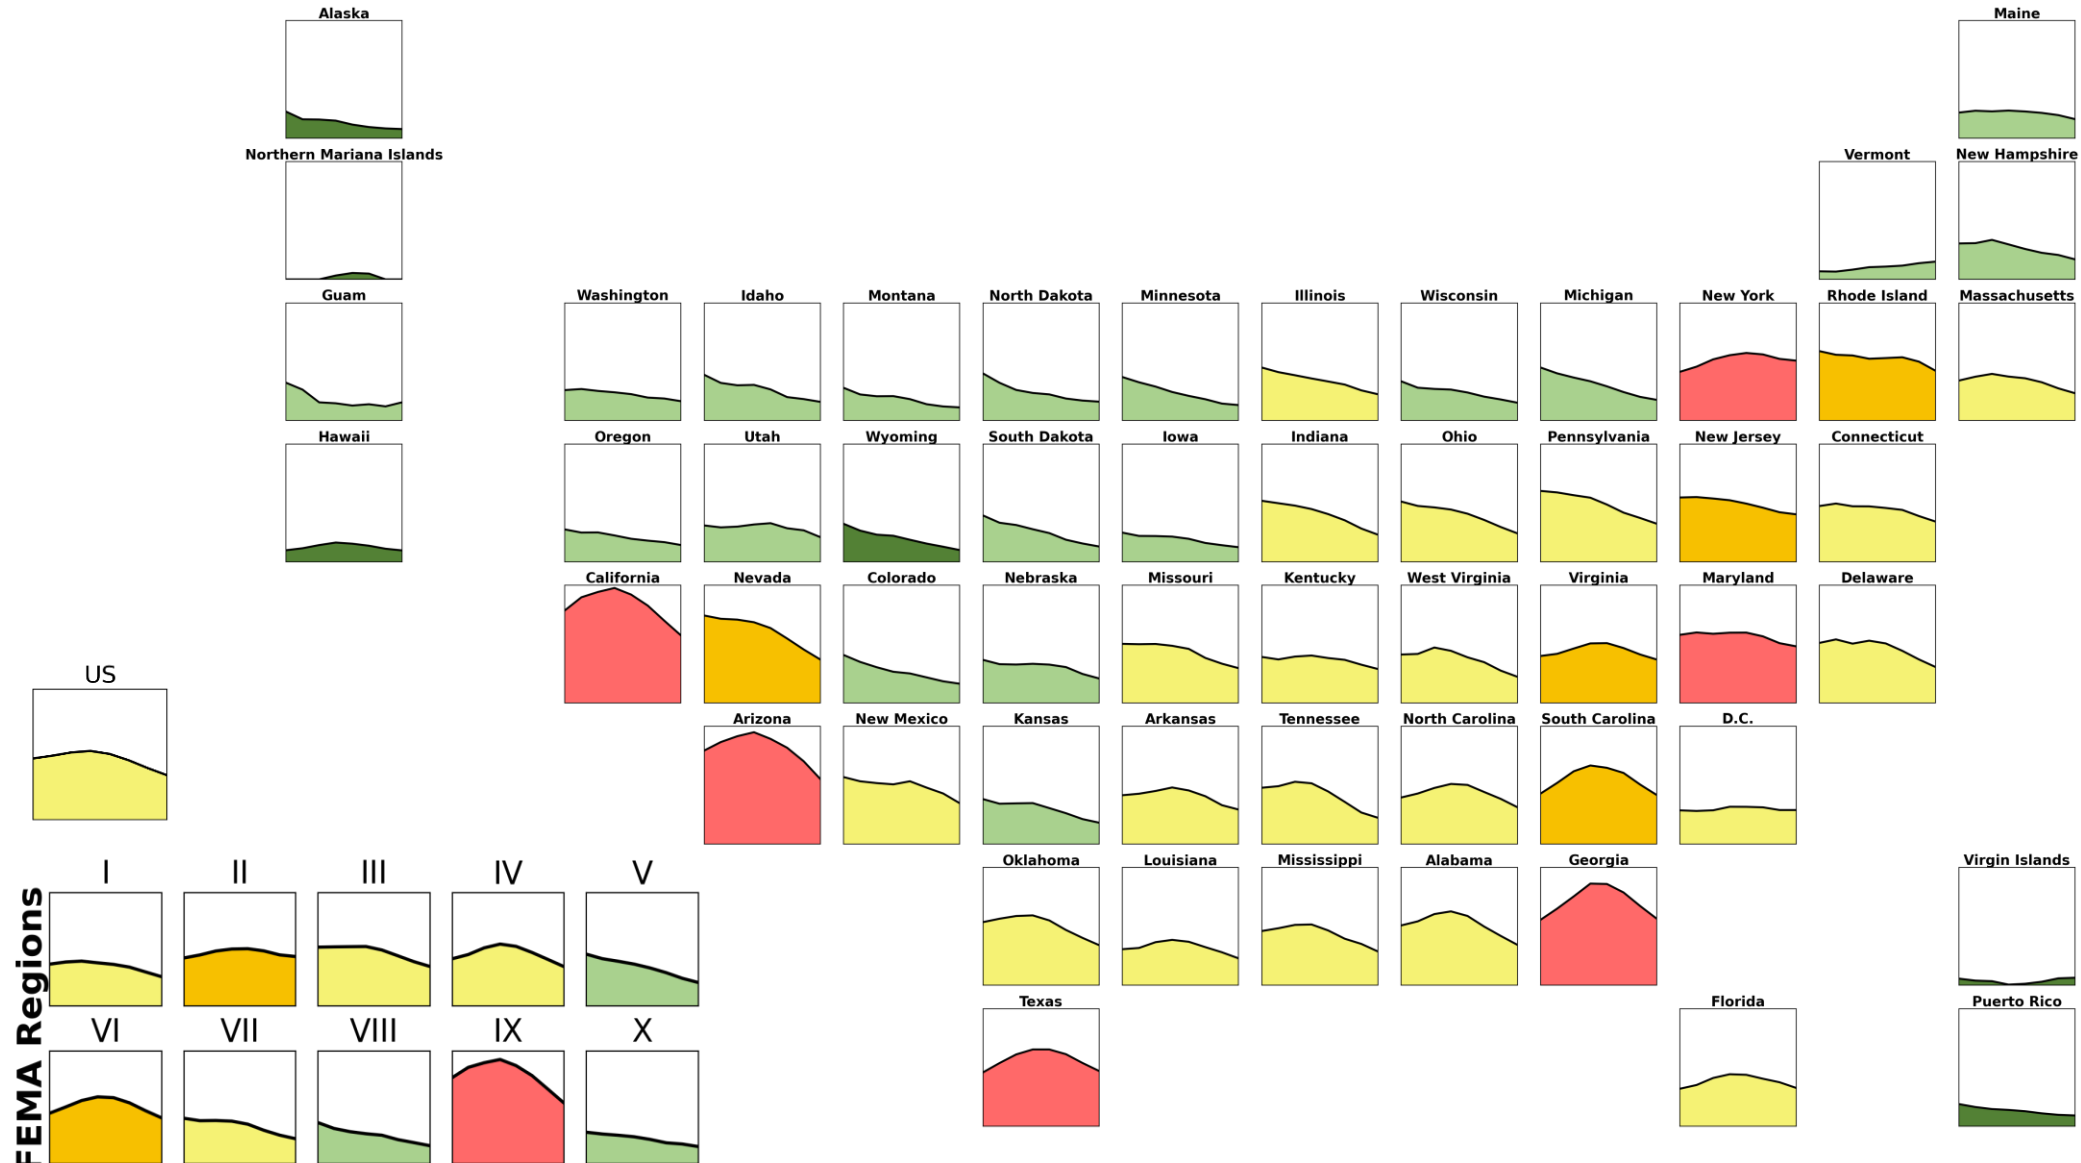 Alaska
Maine
Northern Mariana Islands
Vermont
New Hampshire
Guam
Washington
Idaho
Montana
North Dakota
Minnesota
Illinois
Wisconsin
Michigan
New York
Rhode Island
Massachusetts
Hawaii
Oregon
Utah
Wyoming
South Dakota
Iowa
Indiana
Ohio
Pennsylvania
New Jersey
Connecticut
California
Nevada
Colorado
Nebraska
Missouri
Kentucky
West Virginia
Virginia
Maryland
Delaware
US
Arizona
New Mexico
Kansas
Arkansas
Tennessee
North Carolina
South Carolina
D.C.
Oklahoma
Louisiana
Mississippi
Alabama
Georgia
Virgin Islands
FEMA Regions
I
II
III
IV
V
Texas
Florida
Puerto Rico
VI
VII
VIII
IX
X